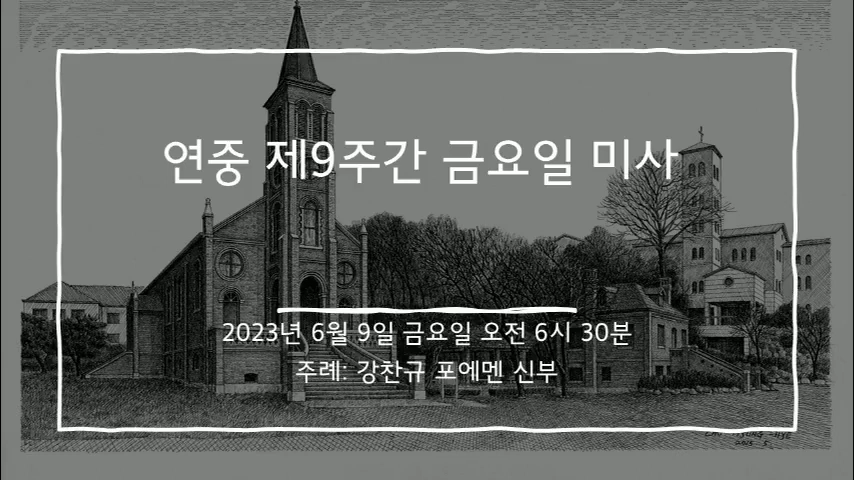 연중 제9주간 금요일 미사
2023년 6월 9일 금요일 오전 6시 30분
주례: 강찬규 포에멘 신부